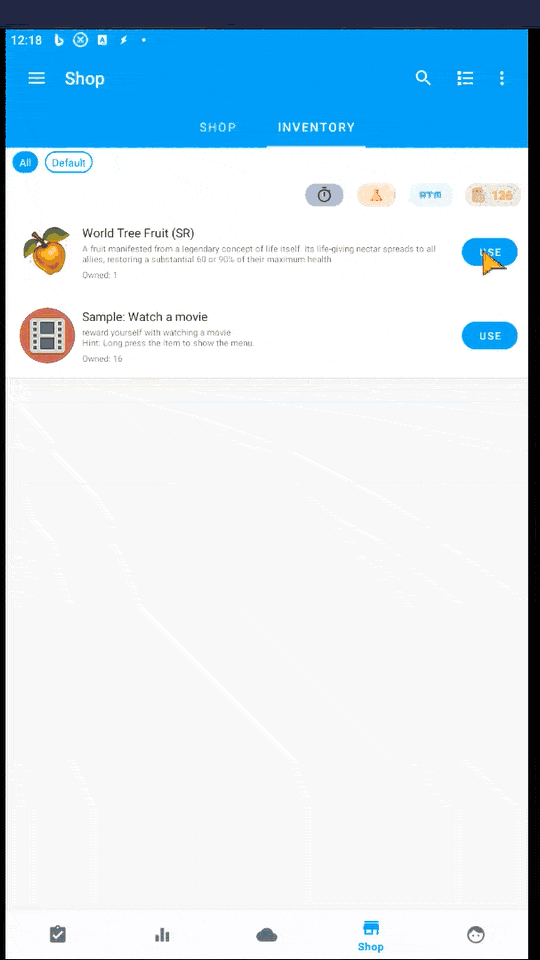 12:18
Shop
SHOP INVENTORY
All Default
ATM 136
World Tree Fruit (SR)
A fruit manifested from a legendary concept of life itself. Its life-giving nectar spreads to all
allies, restoring a substantial 60 or 90% of their maximum health
Owned: 1
USE
Sample: Watch a movie
reward yourself with watching a movie
Hint: Long press the item to show the menu.
Owned: 16
USE
Shop